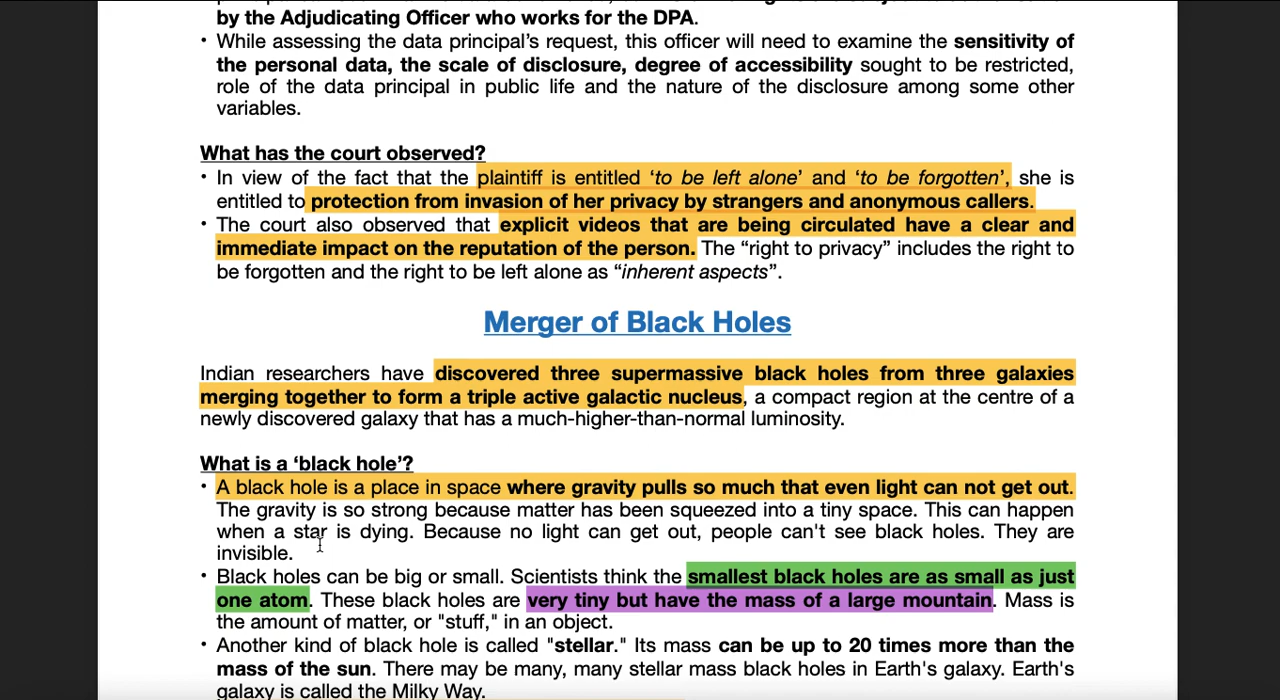 by the Adjudicating Officer who works for the DPA.
• While assessing the data principal’s request, this officer will need to examine the sensitivity of
the personal data, the scale of disclosure, degree of accessibility sought to be restricted,
role of the data principal in public life and the nature of the disclosure among some other
variables.
What has the court observed?
• In view of the fact that the plaintiff is entitled ‘to be left alone’ and ‘to be forgotten’, she is
entitled to protection from invasion of her privacy by strangers and anonymous callers.
• The court also observed that explicit videos that are being circulated have a clear and
immediate impact on the reputation of the person. The “right to privacy” includes the right to
be forgotten and the right to be left alone as “inherent aspects”.
Merger of Black Holes
Indian researchers have discovered three supermassive black holes from three galaxies
merging together to form a triple active galactic nucleus, a compact region at the centre of a
newly discovered galaxy that has a much-higher-than-normal luminosity.
What is a ‘black hole’?
• A black hole is a place in space where gravity pulls so much that even light can not get out.
The gravity is so strong because matter has been squeezed into a tiny space. This can happen
when a star is dying. Because no light can get out, people can't see black holes. They are
invisible.
• Black holes can be big or small. Scientists think the smallest black holes are as small as just
one atom. These black holes are very tiny but have the mass of a large mountain. Mass is
the amount of matter, or "stuff," in an object.
• Another kind of black hole is called "stellar." Its mass can be up to 20 times more than the
mass of the sun. There may be many, many stellar mass black holes in Earth's galaxy. Earth's
galaxy is called the Milky Way.